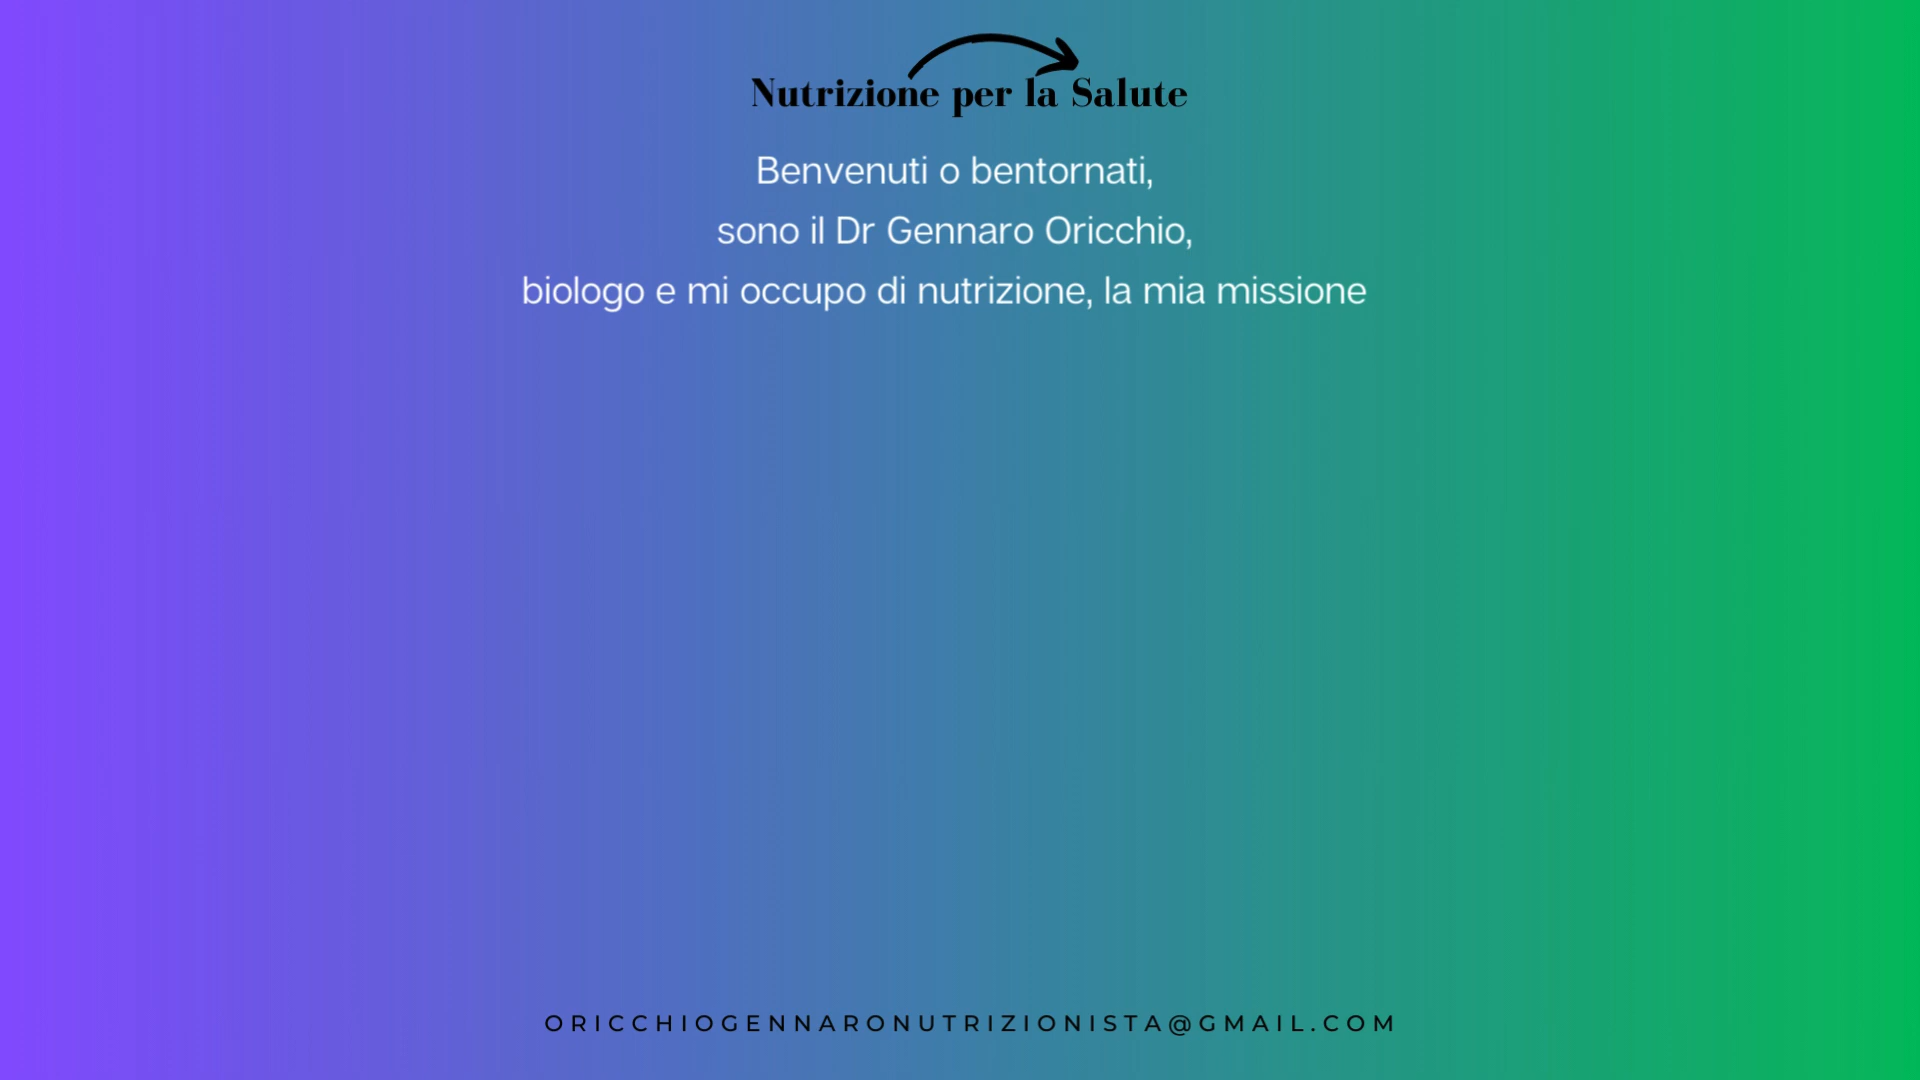 Nutrizione per la Salute
Benvenuti o bentornati,
sono il Dr Gennaro Oricchio,
biologo e mi occupo di nutrizione, la mia missione
ORICCHIOGENNARONUTRIZIONISTA@GMAIL.COM